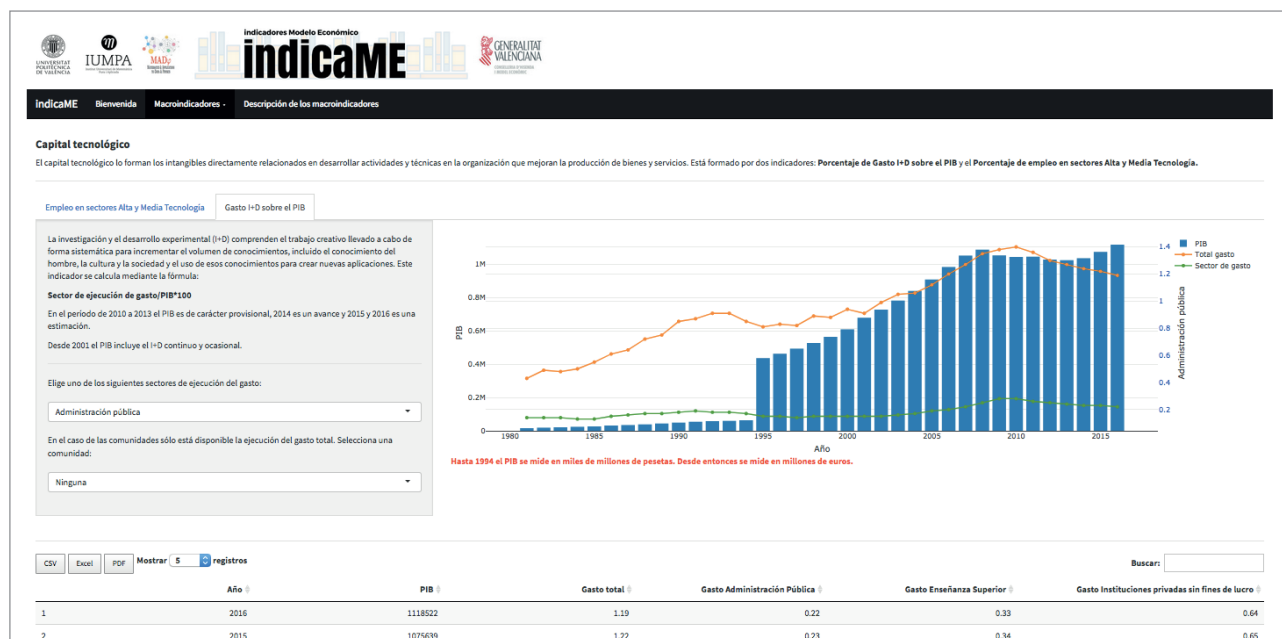 indicadores Modelo Económico
indicaME
UNIVERSITAT
POLITÈCNICA
DE VALÈNCIA
IUMPA
MAD
GENERALITAT
VALENCIANA
indicaME Bienvenida Macroindicadores Descripción de los macroindicadores
Capital tecnológico
El capital tecnológico lo forman los intangibles directamente relacionados en desarrollar actividades y técnicas en la organización que mejoran la producción de bienes y servicios. Está formado por dos indicadores: Porcentaje de Gasto I+D sobre el PIB y el Porcentaje de empleo en sectores Alta y Media Tecnología.
Empleo en sectores Alta y Media Tecnología Gasto I+D sobre el PIB
La investigación y el desarrollo experimental (I+D) comprenden el trabajo creativo llevado a cabo de
forma sistemática para incrementar el volumen de conocimientos, incluido el conocimiento del
hombre, la cultura y la sociedad y el uso de esos conocimientos para crear nuevas aplicaciones. Este
indicador se calcula mediante la fórmula:
Sector de ejecución de gasto/PIB*100
En el periodo de 2010 a 2013 el PIB es de carácter provisional, 2014 es un avance y 2015 y 2016 es una
estimación.
Desde 2001 el PIB incluye el I+D continuo y ocasional.
Elige uno de los siguientes sectores de ejecución del gasto:
Administración pública
En el caso de las comunidades sólo está disponible la ejecución del gasto total. Selecciona una
comunidad:
Ninguna
PIB
Total gasto
Sector de gasto
1M
0.8M
0.6M
0.4M
0.2M
0
PIB
1.4
1.2
1
0.8
0.6
0.4
0.2
Administración pública
1980 1985 1990 1995 2000 2005 2010 2015
Año
Hasta 1994 el PIB se mide en miles de millones de pesetas. Desde entonces se mide en millones de euros.
CSV Excel PDF Mostrar 5 registros Buscar:
Año PIB Gasto total Gasto Administración Pública Gasto Enseñanza Superior Gasto Instituciones privadas sin fines de lucro
1 2016 1118522 1.19 0.22 0.33 0.64
2 2015 1075639 1.22 0.23 0.34 0.65